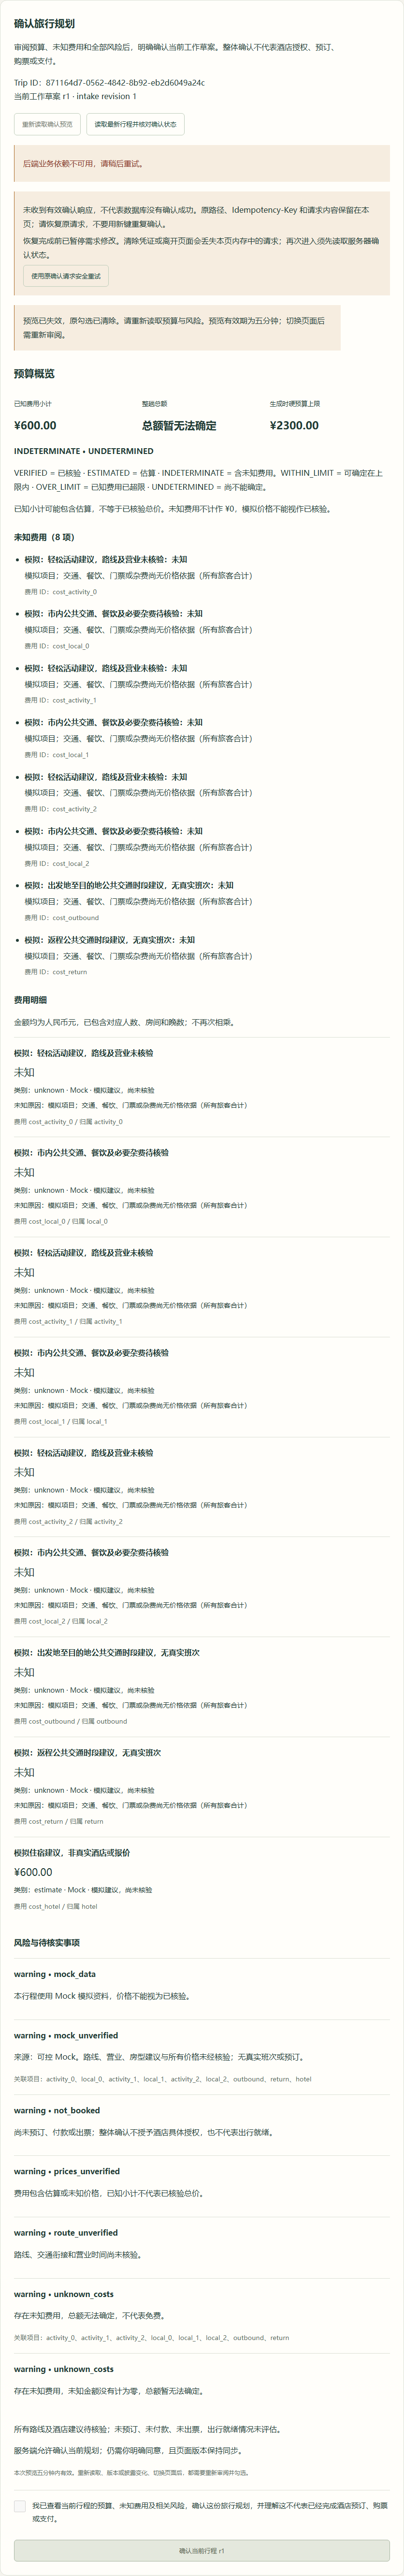 确认旅行规划
审阅预算、未知费用和全部风险后，明确确认当前工作草案。整体确认不代表酒店授权、预订、
购票或支付。
Trip ID：871164d7-0562-4842-8b92-eb2d6049a24c
当前工作草案 r1 · intake revision 1
重新读取确认预览
读取最新行程并核对确认状态
后端业务依赖不可用，请稍后重试。
未收到有效确认响应，不代表数据库没有确认成功。原路径、Idempotency-Key 和请求内容保留在本
页；请恢复原请求，不要用新键重复确认。
恢复完成前已暂停需求修改。清除凭证或离开页面会丢失本页内存中的请求；再次进入须先读取服务器确
认状态。
使用原确认请求安全重试
预览已失效，原勾选已清除。请重新读取预算与风险。预览有效期为五分钟；切换页面后
需重新审阅。
预算概览
已知费用小计
整趟总额
生成时硬预算上限
¥600.00
总额暂无法确定
¥2300.00
INDETERMINATE • UNDETERMINED
VERIFIED = 已核验 · ESTIMATED = 估算 · INDETERMINATE = 含未知费用。WITHIN_LIMIT = 可确定在上
限内 · OVER_LIMIT = 已知费用已超限 · UNDETERMINED = 尚不能确定。
已知小计可能包含估算，不等于已核验总价。未知费用不计作 ¥0，模拟价格不能视作已核验。
未知费用（8 项）
模拟：轻松活动建议，路线及营业未核验：未知
模拟项目；交通、餐饮、门票或杂费尚无价格依据（所有旅客合计）
费用 ID：cost_activity_0
模拟：市内公共交通、餐饮及必要杂费待核验：未知
模拟项目；交通、餐饮、门票或杂费尚无价格依据（所有旅客合计）
费用 ID：cost_local_0
模拟：轻松活动建议，路线及营业未核验：未知
模拟项目；交通、餐饮、门票或杂费尚无价格依据（所有旅客合计）
费用 ID：cost_activity_1
模拟：市内公共交通、餐饮及必要杂费待核验：未知
模拟项目；交通、餐饮、门票或杂费尚无价格依据（所有旅客合计）
费用 ID：cost_local_1
模拟：轻松活动建议，路线及营业未核验：未知
模拟项目；交通、餐饮、门票或杂费尚无价格依据（所有旅客合计）
费用 ID：cost_activity_2
模拟：市内公共交通、餐饮及必要杂费待核验：未知
模拟项目；交通、餐饮、门票或杂费尚无价格依据（所有旅客合计）
费用 ID：cost_local_2
模拟：出发地至目的地公共交通时段建议，无真实班次：未知
模拟项目；交通、餐饮、门票或杂费尚无价格依据（所有旅客合计）
费用 ID：cost_outbound
模拟：返程公共交通时段建议，无真实班次：未知
模拟项目；交通、餐饮、门票或杂费尚无价格依据（所有旅客合计）
费用 ID：cost_return
费用明细
金额均为人民币元，已包含对应人数、房间和晚数；不再次相乘。
模拟：轻松活动建议，路线及营业未核验
未知
类别：unknown · Mock · 模拟建议，尚未核验
未知原因：模拟项目；交通、餐饮、门票或杂费尚无价格依据（所有旅客合计）
费用 cost_activity_0 / 归属 activity_0
模拟：市内公共交通、餐饮及必要杂费待核验
未知
类别：unknown · Mock · 模拟建议，尚未核验
未知原因：模拟项目；交通、餐饮、门票或杂费尚无价格依据（所有旅客合计）
费用 cost_local_0 / 归属 local_0
模拟：轻松活动建议，路线及营业未核验
未知
类别：unknown · Mock · 模拟建议，尚未核验
未知原因：模拟项目；交通、餐饮、门票或杂费尚无价格依据（所有旅客合计）
费用 cost_activity_1 / 归属 activity_1
模拟：市内公共交通、餐饮及必要杂费待核验
未知
类别：unknown · Mock · 模拟建议，尚未核验
未知原因：模拟项目；交通、餐饮、门票或杂费尚无价格依据（所有旅客合计）
费用 cost_local_1 / 归属 local_1
模拟：轻松活动建议，路线及营业未核验
未知
类别：unknown · Mock · 模拟建议，尚未核验
未知原因：模拟项目；交通、餐饮、门票或杂费尚无价格依据（所有旅客合计）
费用 cost_activity_2 / 归属 activity_2
模拟：市内公共交通、餐饮及必要杂费待核验
未知
类别：unknown · Mock · 模拟建议，尚未核验
未知原因：模拟项目；交通、餐饮、门票或杂费尚无价格依据（所有旅客合计）
费用 cost_local_2 / 归属 local_2
模拟：出发地至目的地公共交通时段建议，无真实班次
未知
类别：unknown · Mock · 模拟建议，尚未核验
未知原因：模拟项目；交通、餐饮、门票或杂费尚无价格依据（所有旅客合计）
费用 cost_outbound / 归属 outbound
模拟：返程公共交通时段建议，无真实班次
未知
类别：unknown · Mock · 模拟建议，尚未核验
未知原因：模拟项目；交通、餐饮、门票或杂费尚无价格依据（所有旅客合计）
费用 cost_return / 归属 return
模拟住宿建议，非真实酒店或报价
¥600.00
类别：estimate · Mock · 模拟建议，尚未核验
费用 cost_hotel / 归属 hotel
风险与待核实事项
warning • mock_data
本行程使用 Mock 模拟资料，价格不能视为已核验。
warning • mock_unverified
来源：可控 Mock。路线、营业、房型建议与所有价格未经核验；无真实班次或预订。
关联项目：activity_0、local_0、activity_1、local_1、activity_2、local_2、outbound、return、hotel
warning • not_booked
尚未预订、付款或出票；整体确认不授予酒店具体授权，也不代表出行就绪。
warning • prices_unverified
费用包含估算或未知价格，已知小计不代表已核验总价。
warning • route_unverified
路线、交通衔接和营业时间尚未核验。
warning • unknown_costs
存在未知费用，总额无法确定，不代表免费。
关联项目：activity_0、activity_1、activity_2、local_0、local_1、local_2、outbound、return
warning • unknown_costs
存在未知费用，未知金额没有计为零，总额暂无法确定。
所有路线及酒店建议待核验；未预订、未付款、未出票，出行就绪情况未评估。
服务端允许确认当前规划；仍需你明确同意，且页面版本保持同步。
本次预览五分钟内有效。重新读取、版本或披露变化、切换页面后，都需要重新审阅并勾选。
我已查看当前行程的预算、未知费用及相关风险，确认这份旅行规划，并理解这不代表已经完成酒店预订、购票
或支付。
确认当前行程 r1